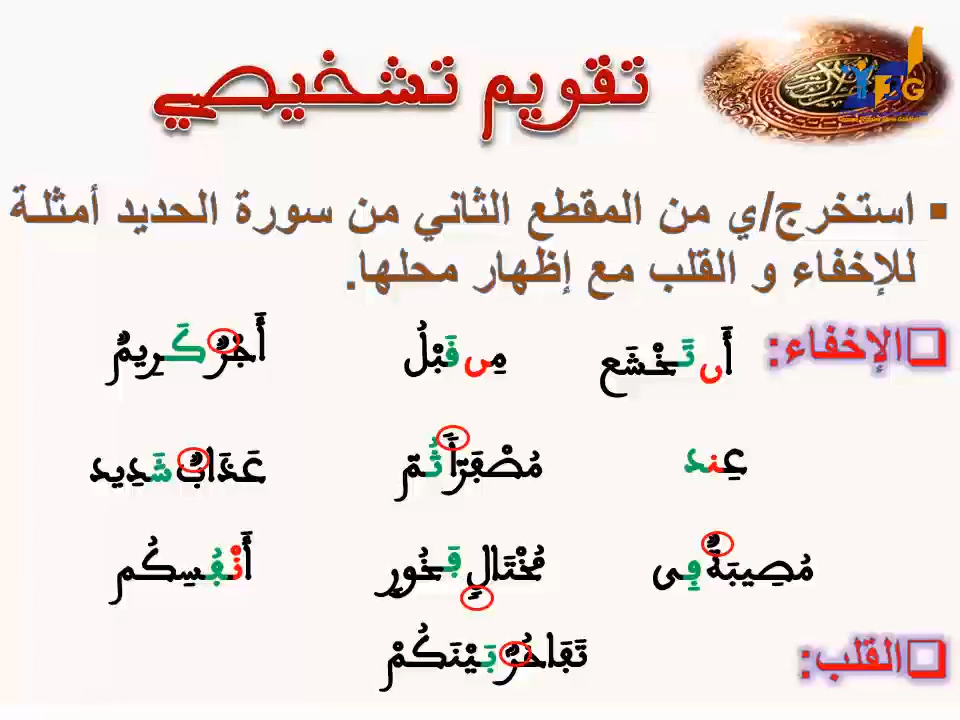 تقويم تشخيصي
YEG
▪ استخرج/ي من المقطع الثاني من سورة الحديد أمثلة
للإخفاء و القلب مع إظهار محلها.
❑الإخفاء: أَن تَخْشَع مِن قَبْلُ أَجْرٌ كَرِيمٌ
عِند مُصْفَرّاً ثُمّ عَذَابٌ شَدِيد
مُصِيبَةٍ فِى مُخْتَالٍ فَخُورٍ أَنْفُسِكُم
❑القلب: تَفَاخُرٌ بَيْنَكُمْ